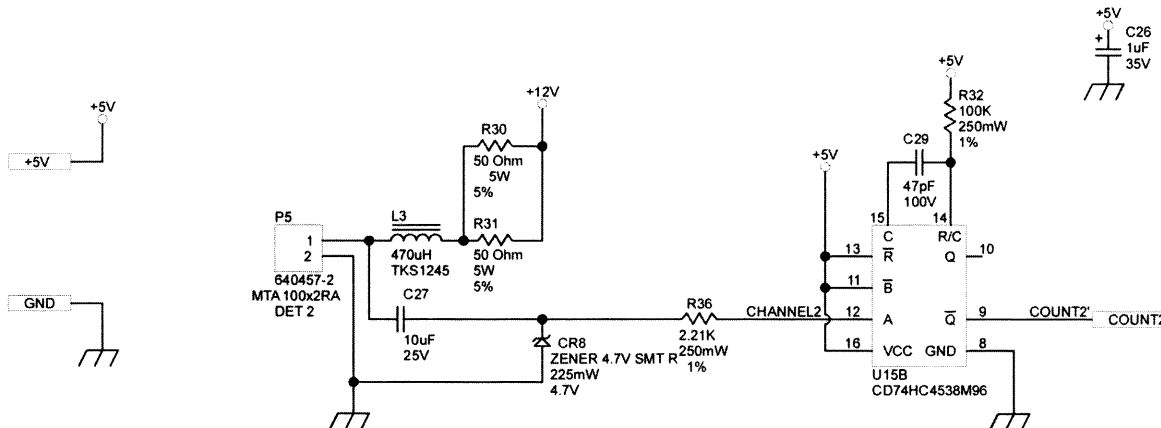 +5V
C26
1uF
35V
+
+5V
R32
100K
250mW
1%
+12V
+5V
+5V
R30
50 Ohm
5W
5%
C29
47pF
100V
+5V
P5
1
2
640457-2
MTA 100x2RA
DET 2
L3
470uH
TKS1245
R31
50 Ohm
5W
5%
15
14
C
R/C
13
R
Q
10
11
B
GND
C27
10uF
25V
R36
2.21K
250mW
1%
CHANNEL2
12
A
Q
9
COUNT2'
COUNT2
CR8
ZENER 4.7V SMT R
225mW
4.7V
16
VCC
GND
8
U15B
CD74HC4538M96